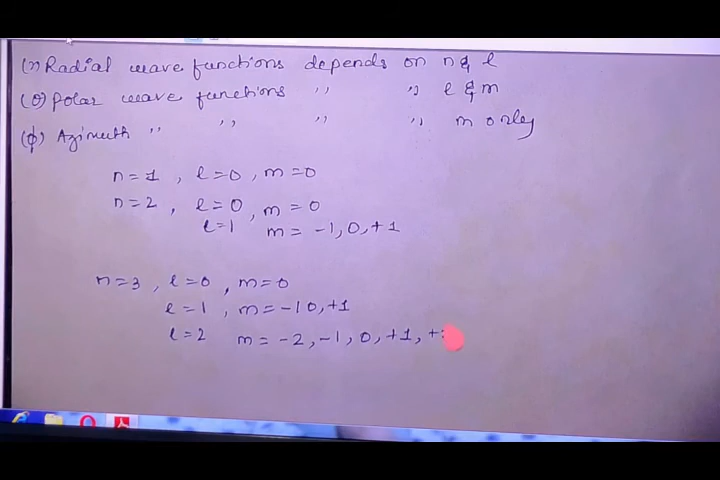 (r) Radial wave functions depends on n & l
(θ) Polar wave functions ,, ,, l & m
(ϕ) Azimuth ,, ,, ,, ,, m only
n=1, l=0, m=0
n=2, l=0, m=0
l=1 m= -1,0,+1
n=3, l=0, m=0
l=1, m=-1 0,+1
l=2 m= -2,-1,0,+1,+